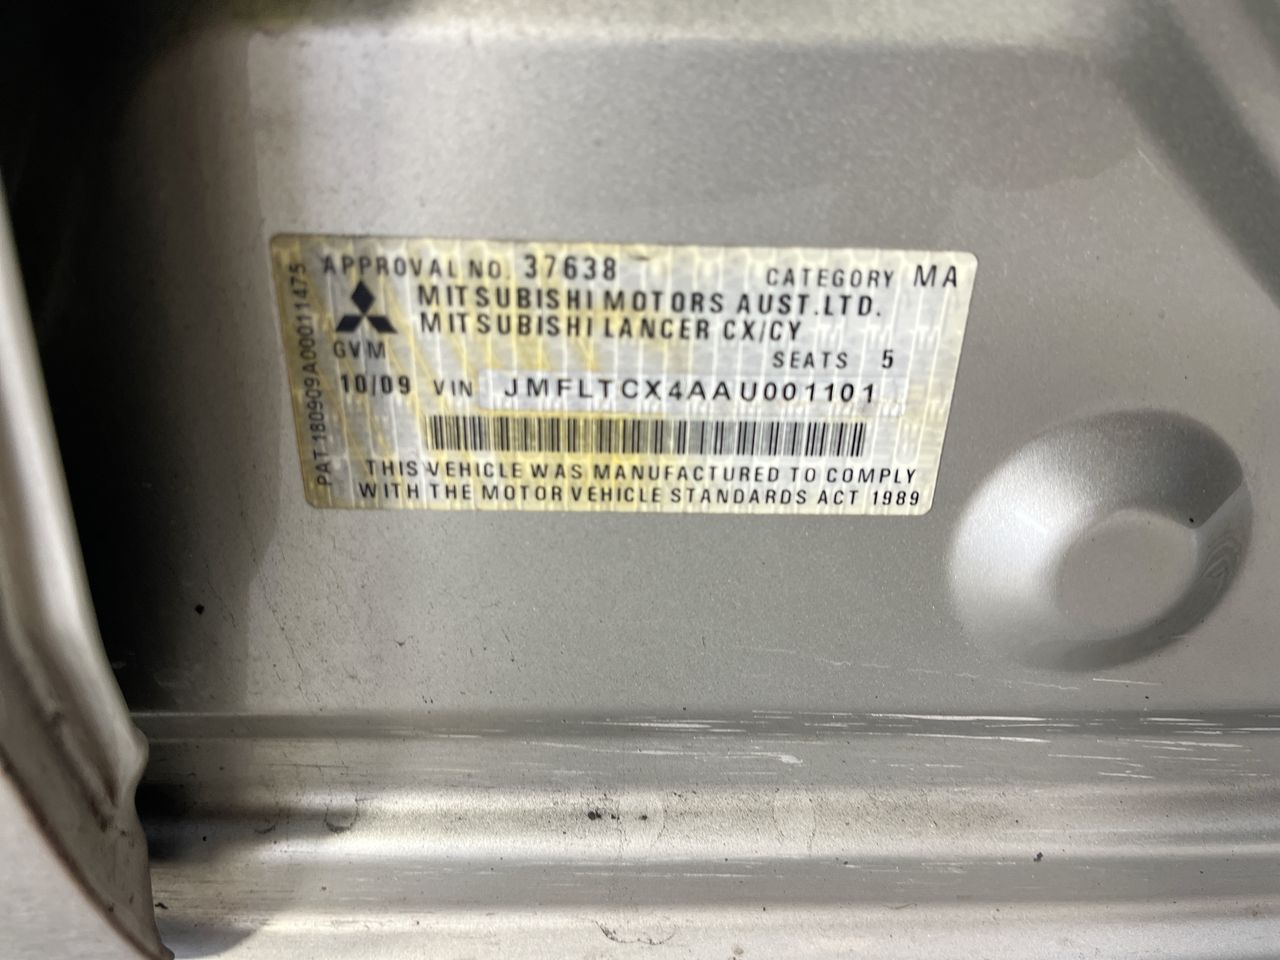 APPROVAL NO. 37638 CATEGORY MA
MITSUBISHI MOTORS AUST.LTD.
MITSUBISHI LANCER CX/CY
GVM SEATS 5
10/09 VIN JMFLTCX4AAU001101
THIS VEHICLE WAS MANUFACTURED TO COMPLY
WITH THE MOTOR VEHICLE STANDARDS ACT 1989
PAT 180909A00011475